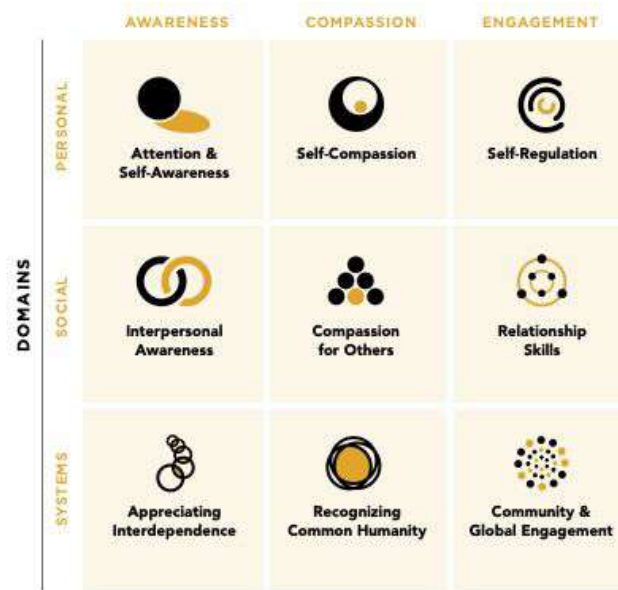 AWARENESS COMPASSION ENGAGEMENT
DOMAINS
PERSONAL
Attention &
Self-Awareness
Self-Compassion
Self-Regulation
SOCIAL
Interpersonal
Awareness
Compassion
for Others
Relationship
Skills
SYSTEMS
Appreciating
Interdependence
Recognizing
Common Humanity
Community &
Global Engagement